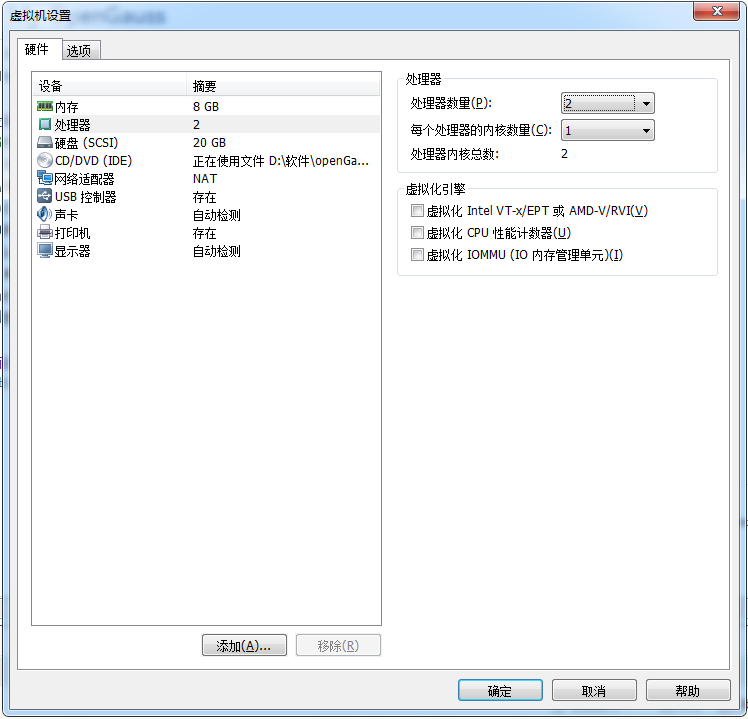 虚拟机设置
硬件 选项
设备 摘要
内存 8 GB
处理器 2
硬盘 (SCSI) 20 GB
CD/DVD (IDE) 正在使用文件 D:\软件\openGa...
网络适配器 NAT
USB 控制器 存在
声卡 自动检测
打印机 存在
显示器 自动检测
添加(A)... 移除(R)
处理器
处理器数量(P): 2
每个处理器的内核数量(C): 1
处理器内核总数: 2
虚拟化引擎
虚拟化 Intel VT-x/EPT 或 AMD-V/RVI(V)
虚拟化 CPU 性能计数器(U)
虚拟化 IOMMU (IO 内存管理单元)(I)
确定 取消 帮助